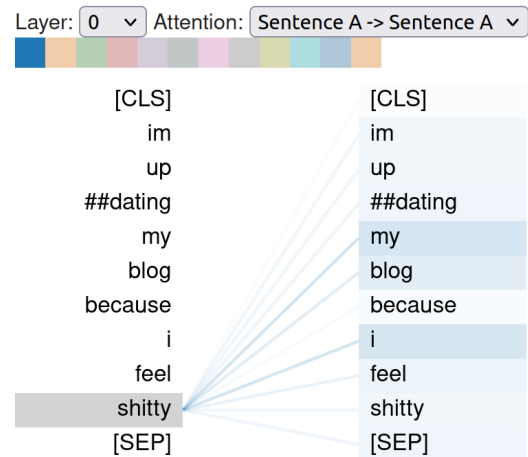 Layer: 0 Attention: Sentence A -> Sentence A
[CLS] [CLS]
im im
up up
##dating ##dating
my my
blog blog
because because
i i
feel feel
shitty shitty
[SEP] [SEP]